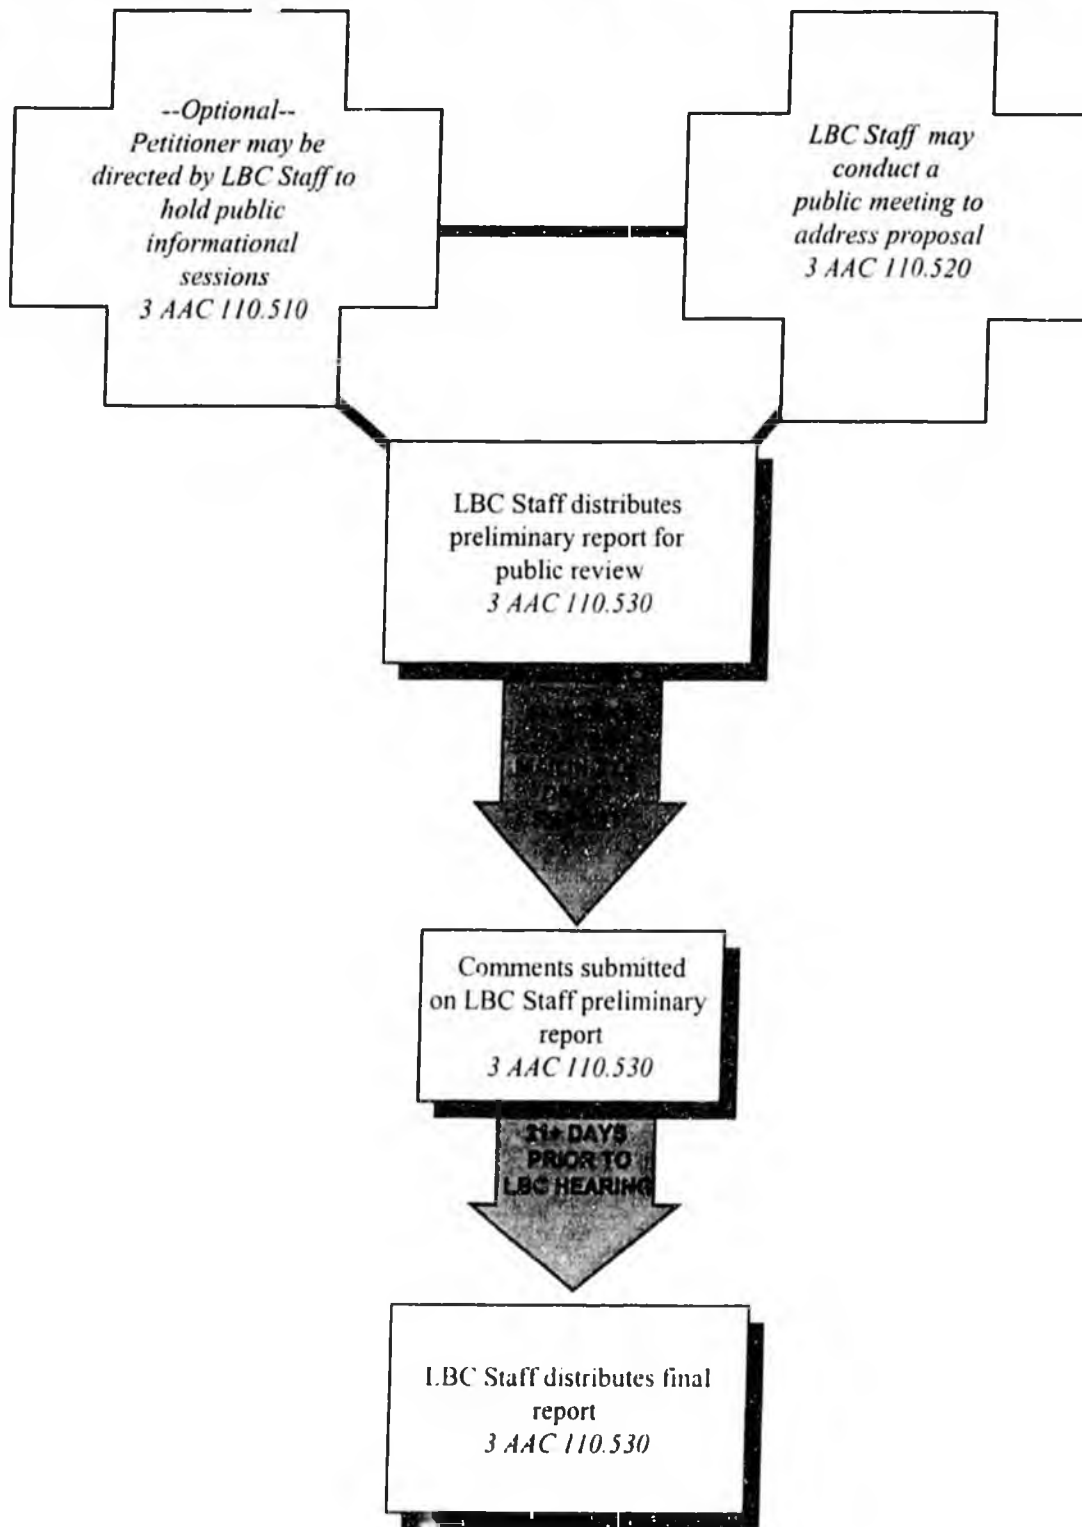 --Optional--
Petitioner may be
directed by LBC Staff to
hold public
informational
sessions
3 AAC 110.510
LBC Staff may
conduct a
public meeting to
address proposal
3 AAC 110.520
LBC Staff distributes
preliminary report for
public review
3 AAC 110.530
Comments submitted
on LBC Staff preliminary
report
3 AAC 110.530
21+ DAYS
PRIOR TO
LBC HEARING
LBC Staff distributes final
report
3 AAC 110.530